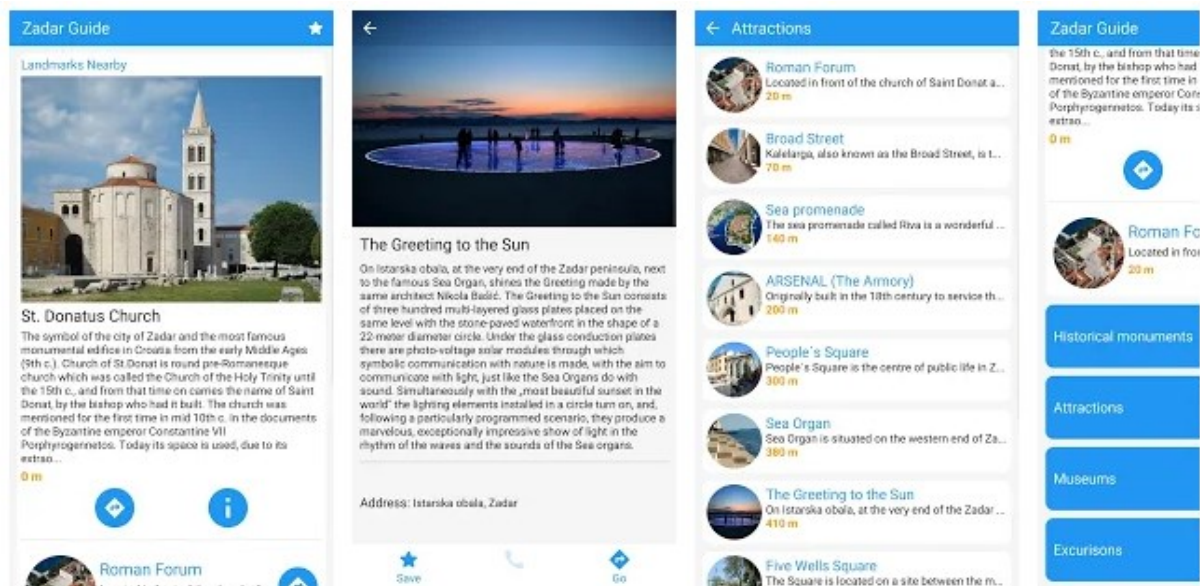 Zadar Guide
Landmarks Nearby
St. Donatus Church
The symbol of the city of Zadar and the most famous
monumental edifice in Croatia from the early Middle Ages
(9th c.). Church of St.Donat is round pre-Romanesque
church which was called the Church of the Holy Trinity until
the 15th c., and from that time on carries the name of Saint
Donat, by the bishop who had it built. The church was
mentioned for the first time in mid 10th c. in the documents
of the Byzantine emperor Constantine VII
Porphyrogennetos. Today its space is used, due to its
extrao...
0 m
Roman Forum
The Greeting to the Sun
On Istarska obala, at the very end of the Zadar peninsula, next
to the famous Sea Organ, shines the Greeting made by the
same architect Nikola Bašić. The Greeting to the Sun consists
of three hundred multi-layered glass plates placed on the
same level with the stone-paved waterfront in the shape of a
22-meter diameter circle. Under the glass conduction plates
there are photo-voltage solar modules through which
symbolic communication with nature is made, with the aim to
communicate with light, just like the Sea Organs do with
sound. Simultaneously with the „most beautiful sunset in the
world" the lighting elements installed in a circle turn on, and,
following a particularly programmed scenario, they produce a
marvelous, exceptionally impressive show of light in the
rhythm of the waves and the sounds of the Sea organs.
Address: Istarska obala, Zadar
Save
Go
Attractions
Roman Forum
Located in front of the church of Saint Donat a...
20 m
Broad Street
Kalelarga, also known as the Broad Street, is t...
70 m
Sea promenade
The sea promenade called Riva is a wonderful ...
140 m
ARSENAL (The Armory)
Originally built in the 18th century to service th...
200 m
People´s Square
People´s Square is the centre of public life in Z...
300 m
Sea Organ
Sea Organ is situated on the western end of Za...
380 m
The Greeting to the Sun
On Istarska obala, at the very end of the Zadar ...
410 m
Five Wells Square
The Square is located on a site between the m...
Zadar Guide
the 15th c., and from that time
Donat, by the bishop who had
mentioned for the first time in
of the Byzantine emperor Cons
Porphyrogennetos. Today its s
extrao...
0 m
Roman Fo
Located in fron
20 m
Historical monuments
Attractions
Museums
Excurisons